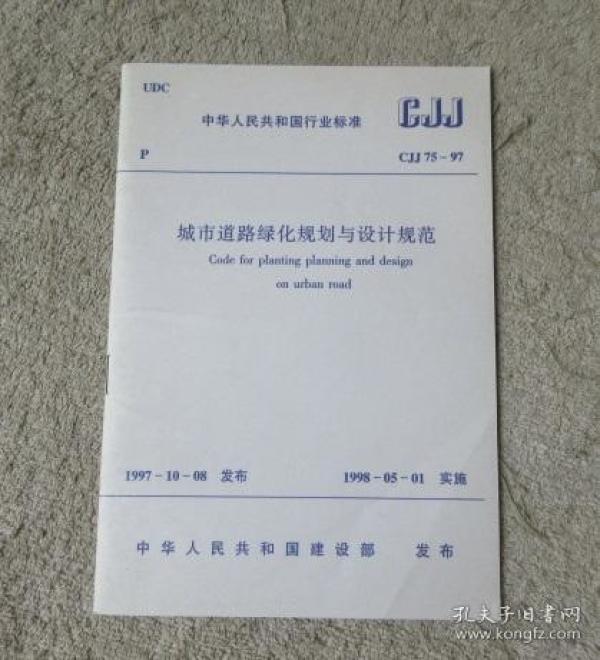 UDC
中华人民共和国行业标准
CJJ
P
CJJ 75-97
城市道路绿化规划与设计规范
Code for planting planning and design
on urban road
1997-10-08 发布
1998-05-01 实施
中华人民共和国建设部 发布
孔夫子旧书网
www.kongfz.com